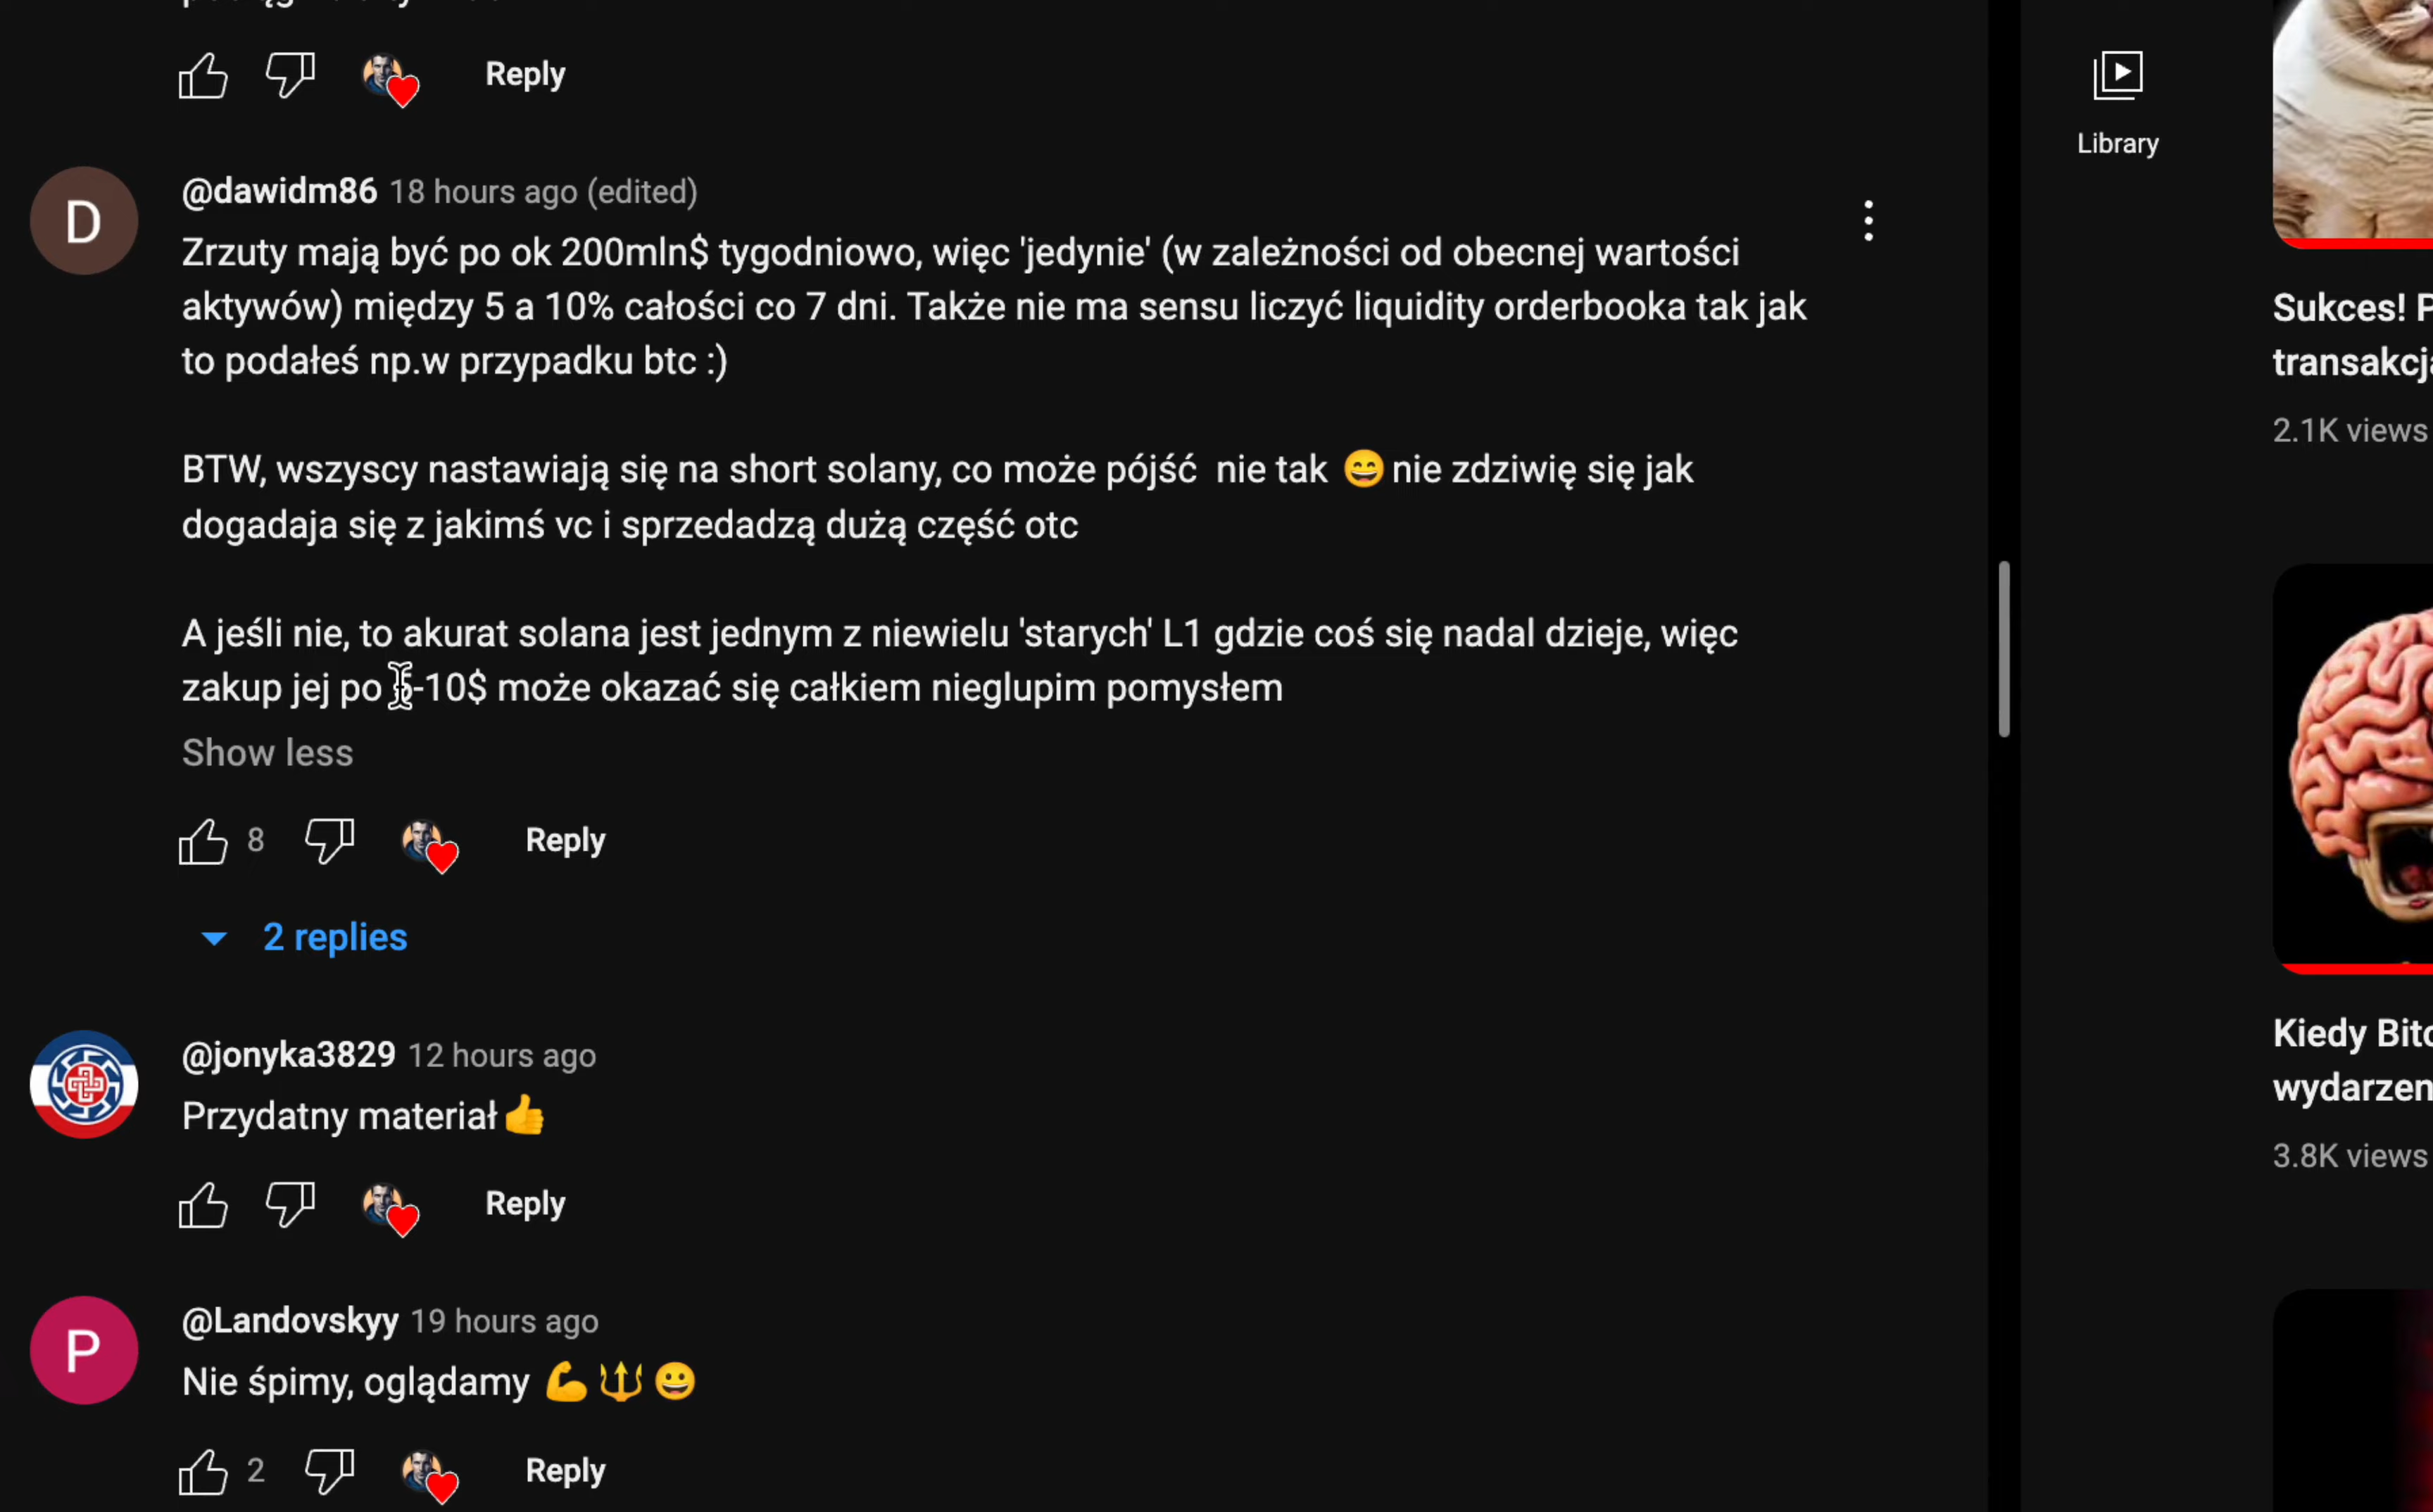 Reply
Library
D
@dawidm86 18 hours ago (edited)
Zrzuty mają być po ok 200mln$ tygodniowo, więc 'jedynie' (w zależności od obecnej wartości
aktywów) między 5 a 10% całości co 7 dni. Także nie ma sensu liczyć liquidity orderbooka tak jak
to podałeś np.w przypadku btc :)
BTW, wszyscy nastawiają się na short solany, co może pójść nie tak 😄 nie zdziwię się jak
dogadaja się z jakimś vc i sprzedadzą dużą część otc
A jeśli nie, to akurat solana jest jednym z niewielu 'starych' L1 gdzie coś się nadal dzieje, więc
zakup jej po 5-10$ może okazać się całkiem nieglupim pomysłem
Show less
8 Reply
2 replies
@jonyka3829 12 hours ago
Przydatny materiał👍
Reply
P
@Landovskyy 19 hours ago
Nie śpimy, oglądamy 💪🔱😀
2 Reply
Sukces!
2.1K views
Kiedy
3.8K views